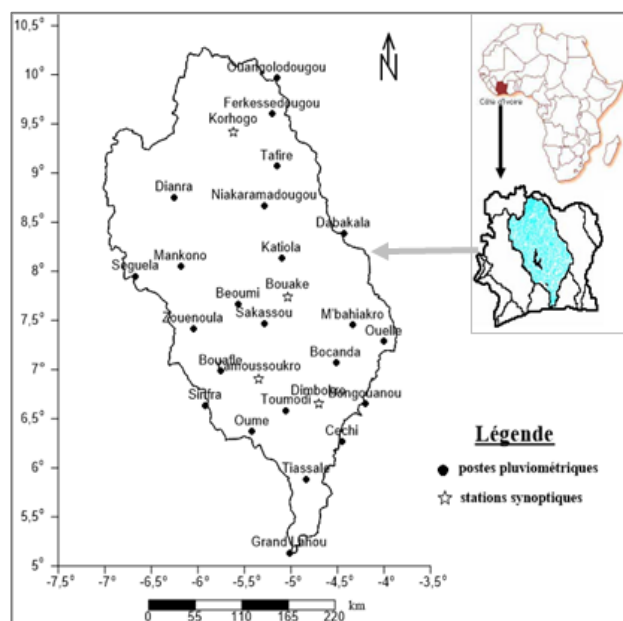 10,5°
10°
9,5°
9°
8,5°
8°
7,5°
7°
6,5°
6°
5,5°
5°
-7,5°
-7°
-6,5°
-6°
-5,5°
-5°
-4,5°
-4°
-3,5°
N
Ouangolodougou
Ferkessedougou
Korhogo
Tafire
Dianra
Niakaramadougou
Dabakala
Katiola
Mankono
Seguela
Bouake
Beoumi
Sakassou
Zouenoula
M'bahiakro
Ouelle
Bocanda
Bouafle
Yamoussoukro
Dimbokro
Bongouanou
Sinfra
Toumodi
Oume
Cechi
Tiassale
Grand Lahou
Côte d'Ivoire
Légende
postes pluviométriques
stations synoptiques
km
0 55 110 165 220